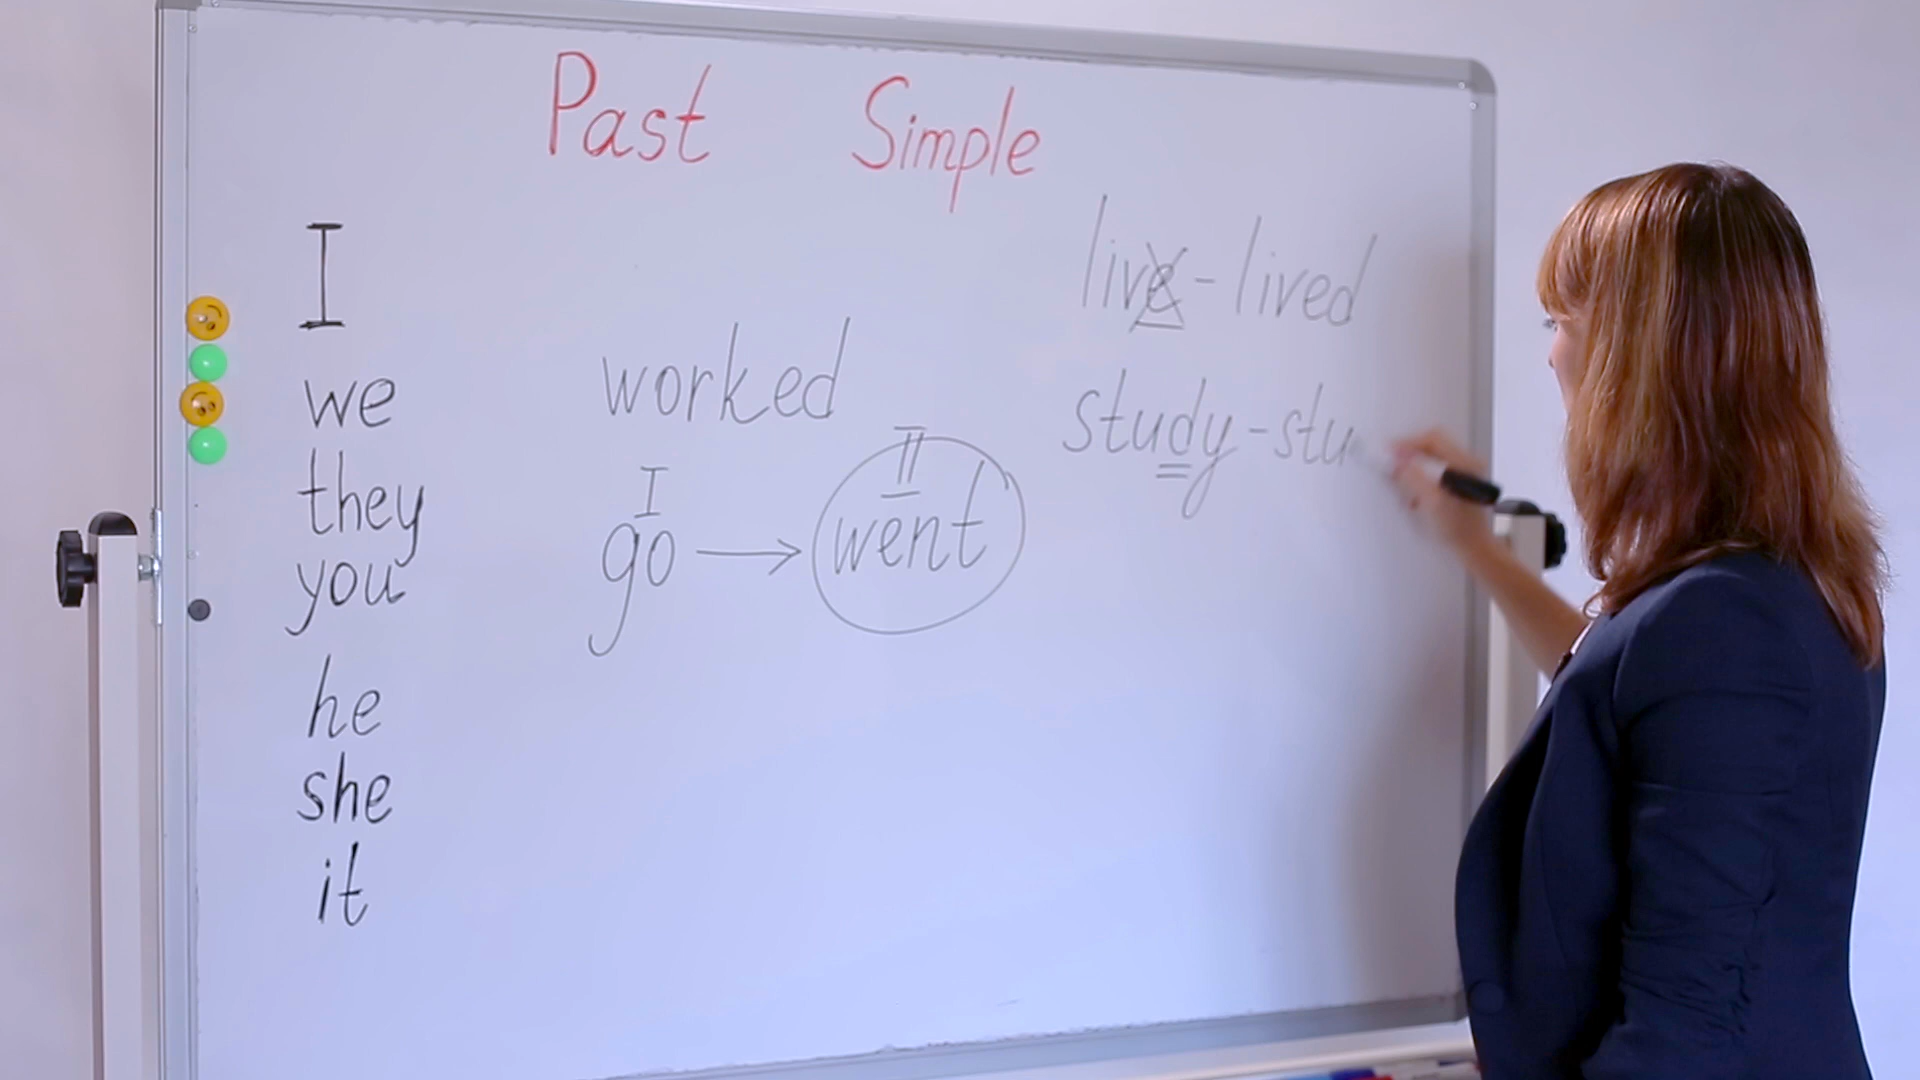 Past Simple
I
we
they
you
he
she
it
worked
I II
go → went
live - lived
study - stu